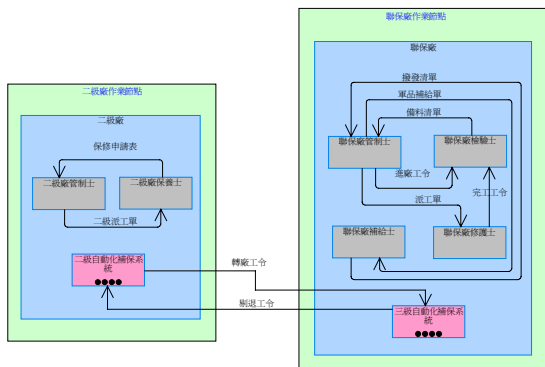 聯保廠作業節點
聯保廠
撥發清單
軍品補給單
備料清單
聯保廠管制士
聯保廠檢驗士
進廠工令
完工工令
派工單
聯保廠補給士
聯保廠修護士
三級自動化補保系
統
二級廠作業節點
二級廠
保修申請表
二級廠管制士
二級廠保養士
二級派工單
二級自動化補保系
統
轉廠工令
剔退工令